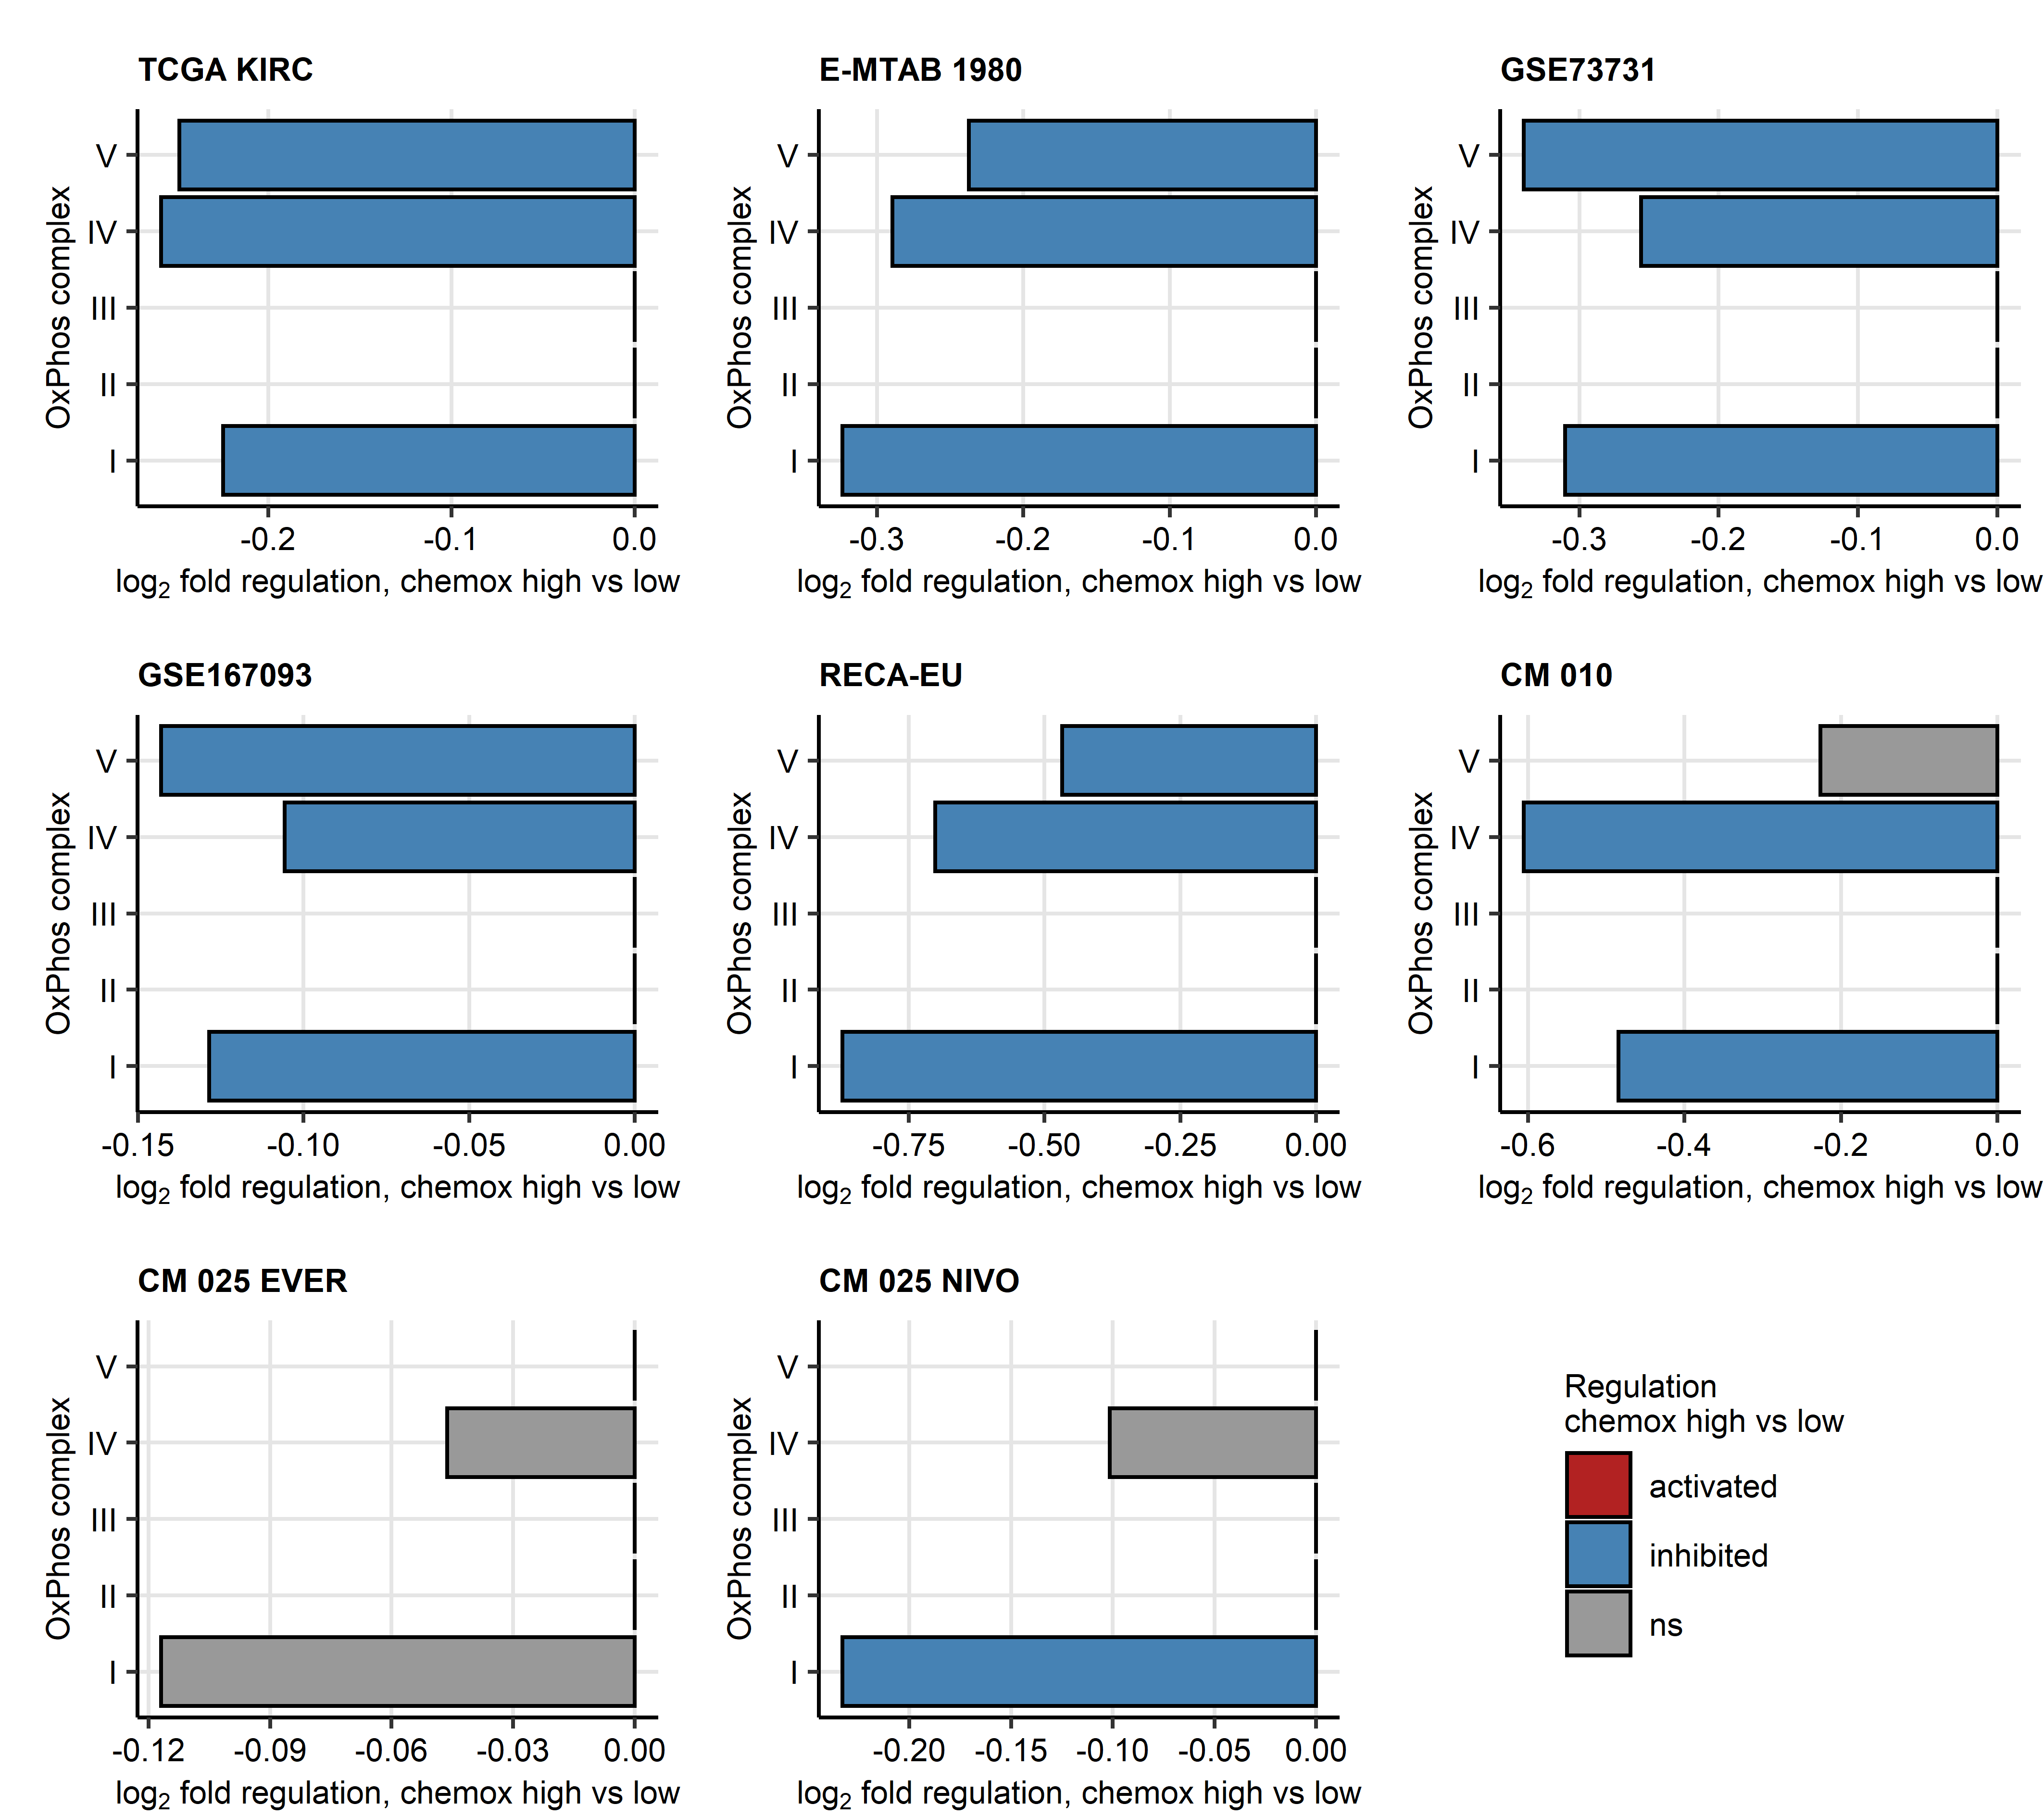 TCGA KIRC
OxPhos complex
V
IV
III
II
I
-0.2 -0.1 0.0
log2 fold regulation, chemox high vs low
E-MTAB 1980
OxPhos complex
V
IV
III
II
I
-0.3 -0.2 -0.1 0.0
log2 fold regulation, chemox high vs low
GSE73731
OxPhos complex
V
IV
III
II
I
-0.3 -0.2 -0.1 0.0
log2 fold regulation, chemox high vs low
GSE167093
OxPhos complex
V
IV
III
II
I
-0.15 -0.10 -0.05 0.00
log2 fold regulation, chemox high vs low
RECA-EU
OxPhos complex
V
IV
III
II
I
-0.75 -0.50 -0.25 0.00
log2 fold regulation, chemox high vs low
CM 010
OxPhos complex
V
IV
III
II
I
-0.6 -0.4 -0.2 0.0
log2 fold regulation, chemox high vs low
CM 025 EVER
OxPhos complex
V
IV
III
II
I
-0.12 -0.09 -0.06 -0.03 0.00
log2 fold regulation, chemox high vs low
CM 025 NIVO
OxPhos complex
V
IV
III
II
I
-0.20 -0.15 -0.10 -0.05 0.00
log2 fold regulation, chemox high vs low
Regulation
chemox high vs low
activated
inhibited
ns